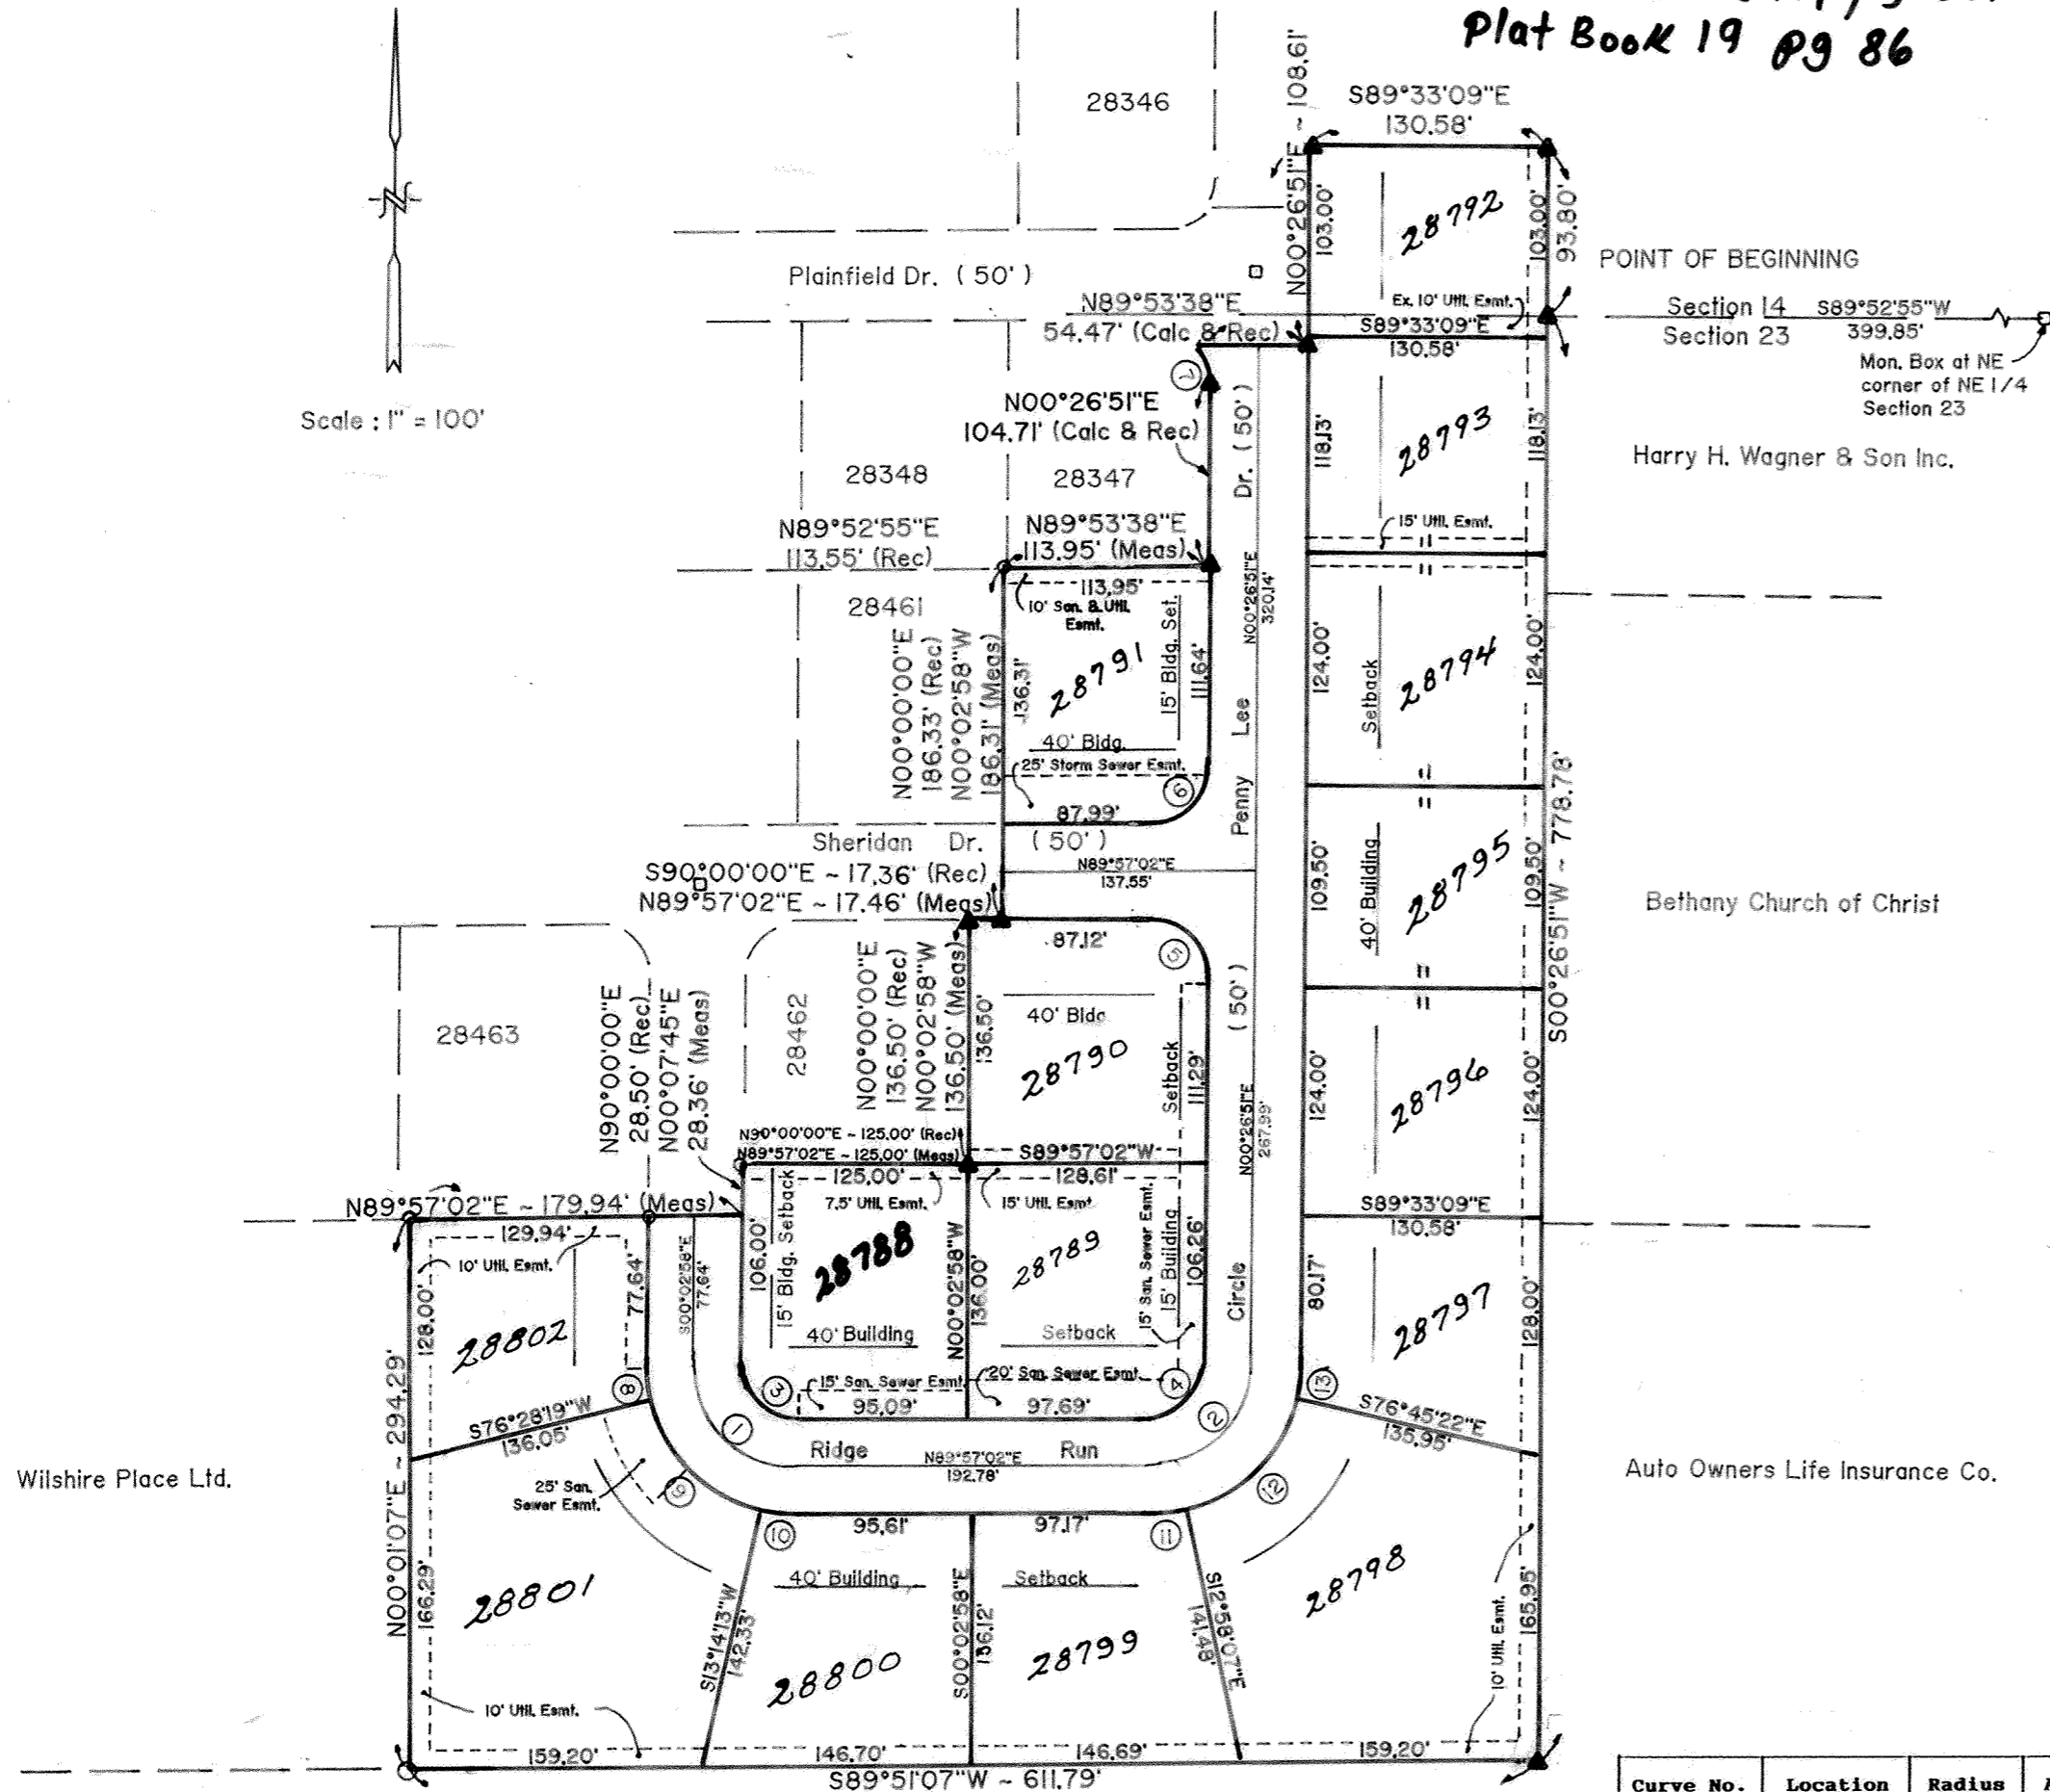 Plat Book 19 pg 86
28346
N00°26'51"E ~ 108.61'
S89°33'09"E
130.58'
103.00'
28792
103.00'
93.80'
POINT OF BEGINNING
Plainfield Dr. ( 50' )
Ex. 10' Util. Esmt.
Section 14 S89°52'55"W
Section 23 399.85'
Mon. Box at NE
corner of NE 1/4
Section 23
N89°53'38"E
54.47' (Calc & Rec)
S89°33'09"E
130.58'
7
Scale : 1" = 100'
N00°26'51"E
104.71' (Calc & Rec)
Dr. ( 50' )
118.13'
28793
118.13'
Harry H. Wagner & Son Inc.
28348
28347
N89°52'55"E
113.55' (Rec)
N89°53'38"E
113.95' (Meas)
15' Util. Esmt.
113.95'
10' San. & Util.
Esmt.
28461
N00°00'00"E
186.33' (Rec)
N00°02'58"W
186.31' (Meas)
136.31'
28791
15' Bldg. Set.
111.64'
N00°26'51"E
320.14'
40' Bldg.
25' Storm Sewer Esmt.
6
87.99'
Penny Lee
124.00'
Setback
28794
124.00'
S00°26'51"W ~ 778.78'
Sheridan Dr. ( 50' )
S90°00'00"E ~ 17.36' (Rec)
N89°57'02"E ~ 17.46' (Meas)
N89°57'02"E
137.55'
109.50'
40' Building
28795
109.50'
Bethany Church of Christ
87.12'
5
28463
N90°00'00"E
28.50' (Rec)
N00°07'45"E
28.36' (Meas)
28462
N00°00'00"E
136.50' (Rec)
N00°02'58"W
136.50' (Meas)
136.50'
40' Bldg
28790
Setback
111.29'
( 50' )
N00°26'51"E
267.99'
124.00'
28796
124.00'
N90°00'00"E ~ 125.00' (Rec)
N89°57'02"E ~ 125.00' (Meas)
S89°57'02"W
125.00'
128.61'
7.5' Util. Esmt.
15' Util. Esmt
N89°57'02"E ~ 179.94' (Meas)
129.94'
S89°33'09"E
130.58'
10' Util. Esmt.
128.00'
28802
77.64'
S00°02'58"E
77.64'
106.00'
15' Bldg. Setback
28788
N00°02'58"W
136.00'
28789
15' San. Sewer Esmt.
15' Building
106.26'
Circle
80.17'
28797
128.00'
40' Building
Setback
N00°01'07"E ~ 294.29'
8
3
15' San. Sewer Esmt.
20' San. Sewer Esmt.
4
13
95.09'
97.69'
S76°28'19"W
136.05'
1
2
S76°45'22"E
135.95'
Ridge Run
N89°57'02"E
192.78'
Wilshire Place Ltd.
Auto Owners Life Insurance Co.
25' San.
Sewer Esmt.
9
12
10
95.61'
97.17'
11
166.29'
28801
S13°14'13"W
142.33'
40' Building
28800
S00°02'58"E
136.12'
Setback
28799
S12°58'07"E
141.48'
28798
10' Util. Esmt.
165.95'
10' Util. Esmt.
159.20'
146.70'
146.69'
159.20'
S89°51'07"W ~ 611.79'
Curve No. Location Radius